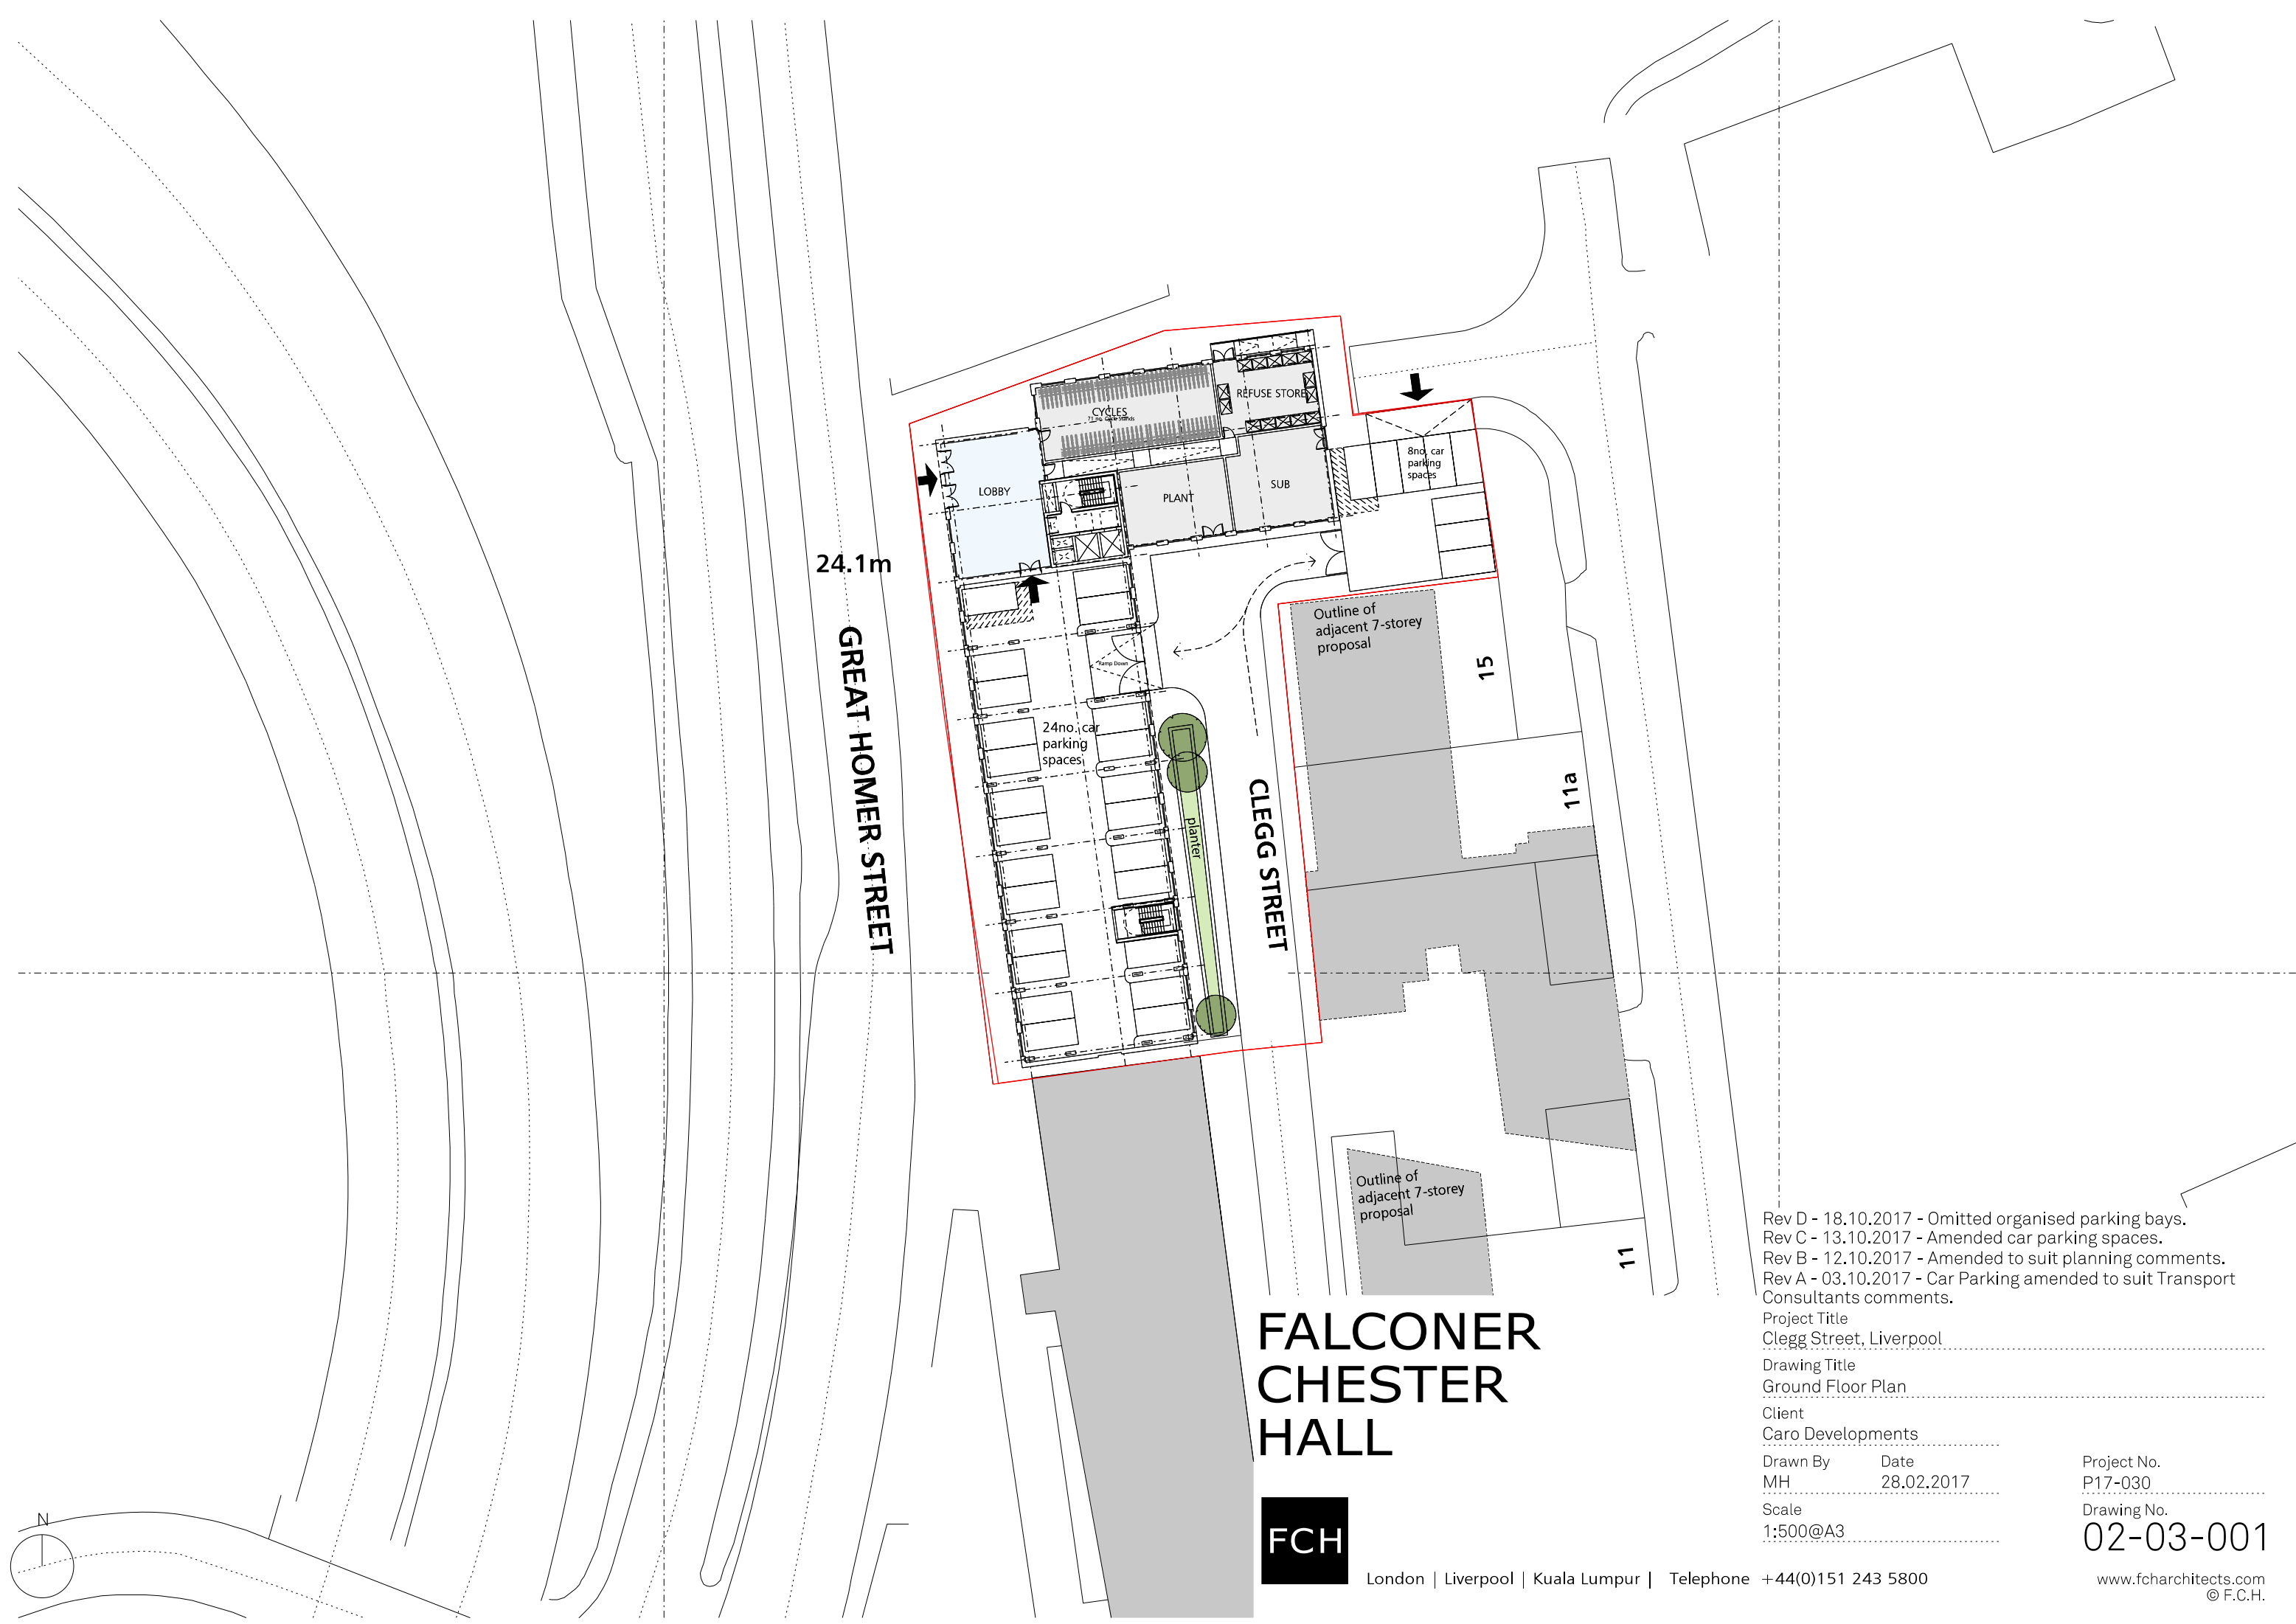 CYCLES
71 no. Cycle Stands
REFUSE STORE
LOBBY
PLANT
SUB
8no. car
parking
spaces
24.1m
GREAT HOMER STREET
Ramp Down
24no. car
parking
spaces
planter
CLEGG STREET
Outline of
adjacent 7-storey
proposal
15
11a
Outline of
adjacent 7-storey
proposal
11
N
Rev D - 18.10.2017 - Omitted organised parking bays.
Rev C - 13.10.2017 - Amended car parking spaces.
Rev B - 12.10.2017 - Amended to suit planning comments.
Rev A - 03.10.2017 - Car Parking amended to suit Transport
Consultants comments.
Project Title
Clegg Street, Liverpool
Drawing Title
Ground Floor Plan
Client
Caro Developments
Drawn By Date
MH 28.02.2017
Project No.
P17-030
Scale
1:500@A3
Drawing No.
02-03-001
FALCONER
CHESTER
HALL
FCH
London | Liverpool | Kuala Lumpur | Telephone +44(0)151 243 5800
www.fcharchitects.com
© F.C.H.